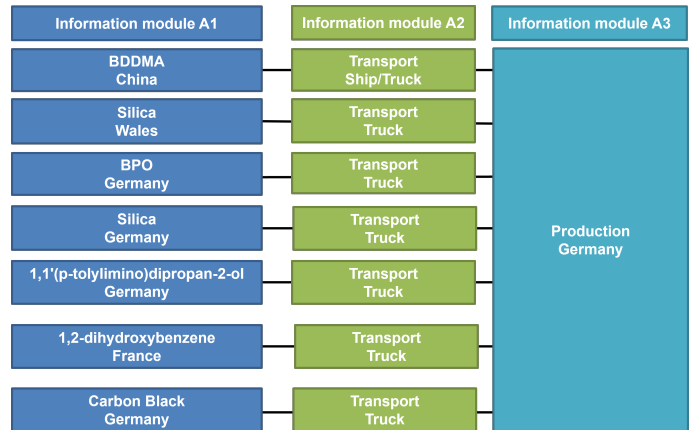 Information module A1
Information module A2
Information module A3
BDDMA
China
Transport
Ship/Truck
Silica
Wales
Transport
Truck
BPO
Germany
Transport
Truck
Silica
Germany
Transport
Truck
Production
Germany
1,1'(p-tolylimino)dipropan-2-ol
Germany
Transport
Truck
1,2-dihydroxybenzene
France
Transport
Truck
Carbon Black
Germany
Transport
Truck